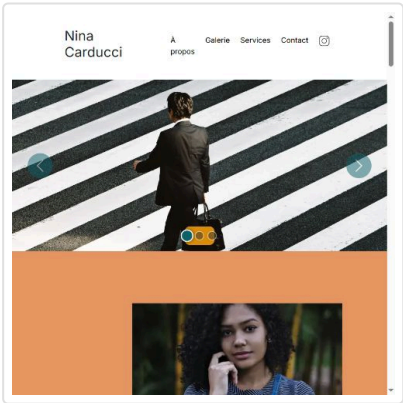 Nina
Carducci
À
propos
Galerie
Services
Contact